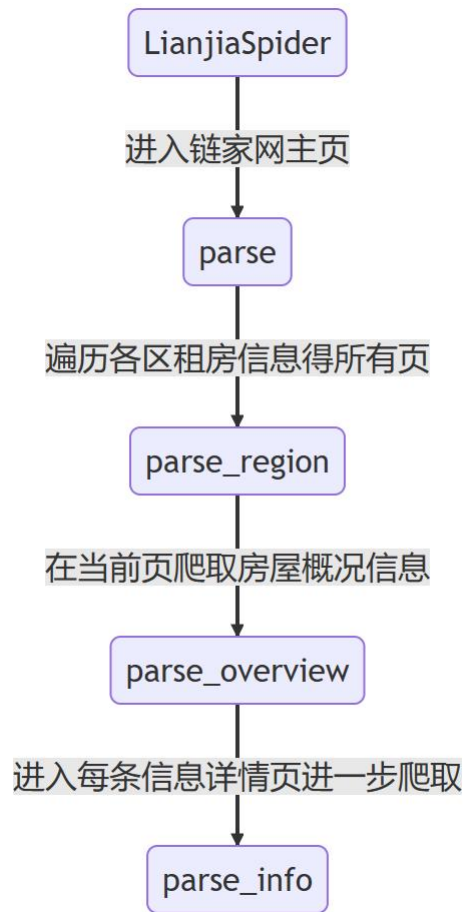 LianjiaSpider
进入链家网主页
parse
遍历各区租房信息得所有页
parse_region
在当前页爬取房屋概况信息
parse_overview
进入每条信息详情页进一步爬取
parse_info